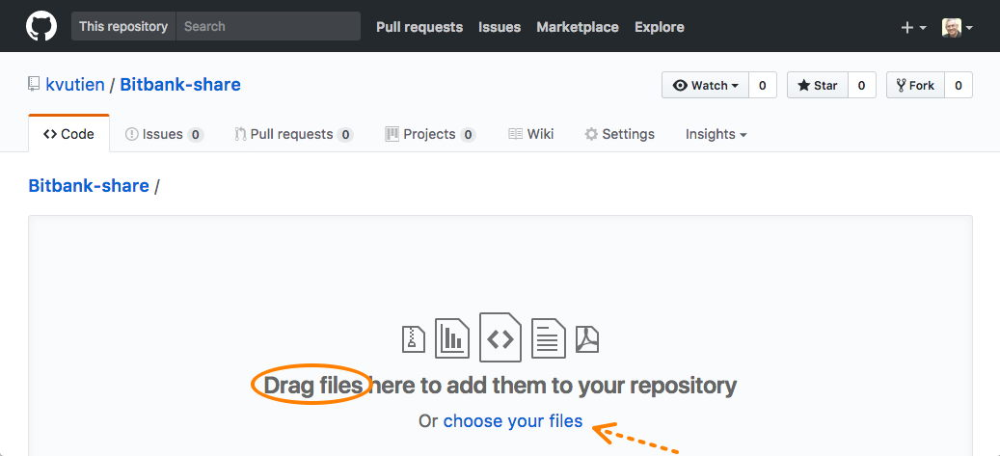 This repository Search Pull requests Issues Marketplace Explore
kvutien / Bitbank-share Watch 0 Star 0 Fork 0
Code Issues 0 Pull requests 0 Projects 0 Wiki Settings Insights
Bitbank-share /
Drag files here to add them to your repository
Or choose your files